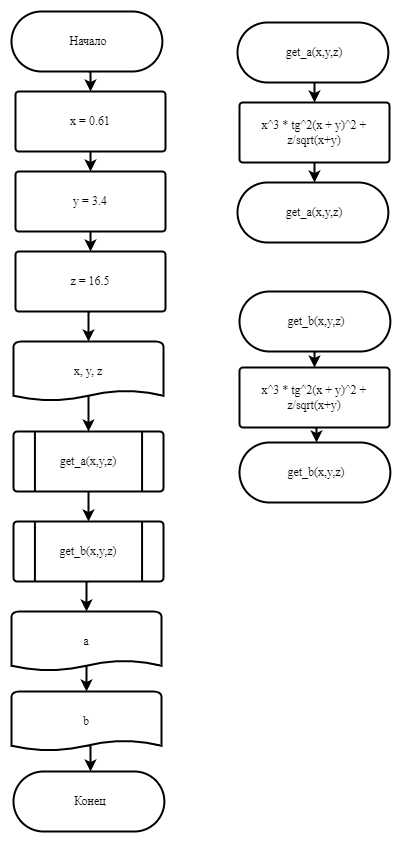 Начало
x = 0.61
y = 3.4
z = 16.5
x, y, z
get_a(x,y,z)
get_b(x,y,z)
a
b
Конец
get_a(x,y,z)
x^3 * tg^2(x + y)^2 +
z/sqrt(x+y)
get_a(x,y,z)
get_b(x,y,z)
x^3 * tg^2(x + y)^2 +
z/sqrt(x+y)
get_b(x,y,z)